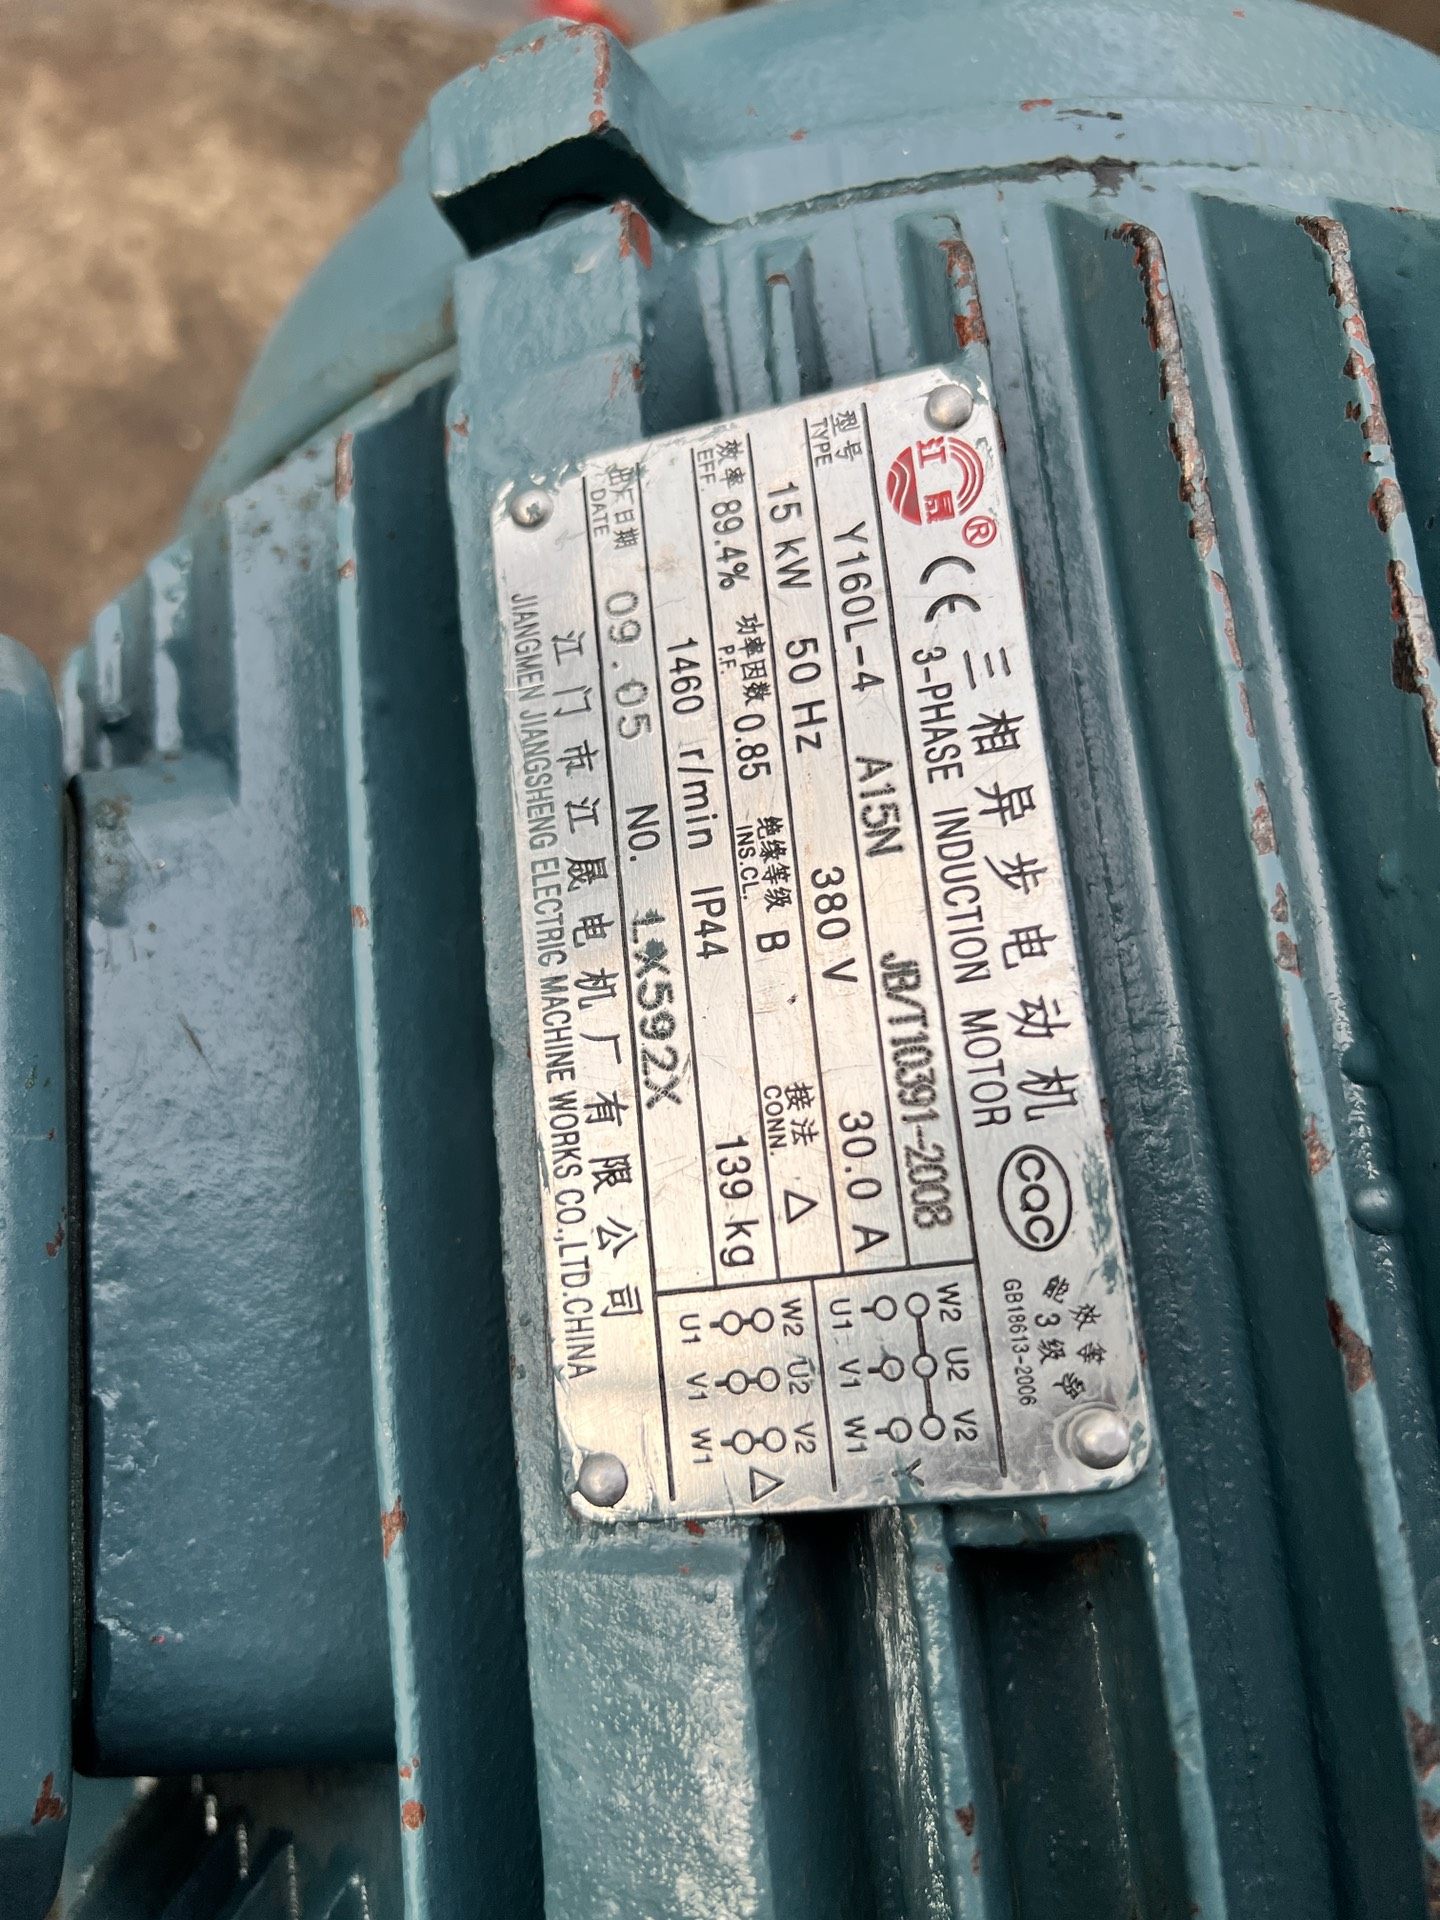 江晟 ® CE 三相异步电动机 CQC
3-PHASE INDUCTION MOTOR
能效等级
3级
GB18613-2006
型号
TYPE Y160L-4 A15N JB/T10391-2008
15 kW 50 Hz 380 V 30.0 A
效率
EFF. 89.4% 功率因数
P.F. 0.85 绝缘等级
INS.CL. B 接法
CONN. △
1460 r/min IP44 139 kg
出厂日期
DATE 09.05 NO. LX592X
江门市江晟电机厂有限公司
JIANGMEN JIANGSHENG ELECTRIC MACHINE WORKS CO.,LTD.CHINA
W2 U2 V2
U1 V1 W1 Y
W2 U2 V2
U1 V1 W1 △